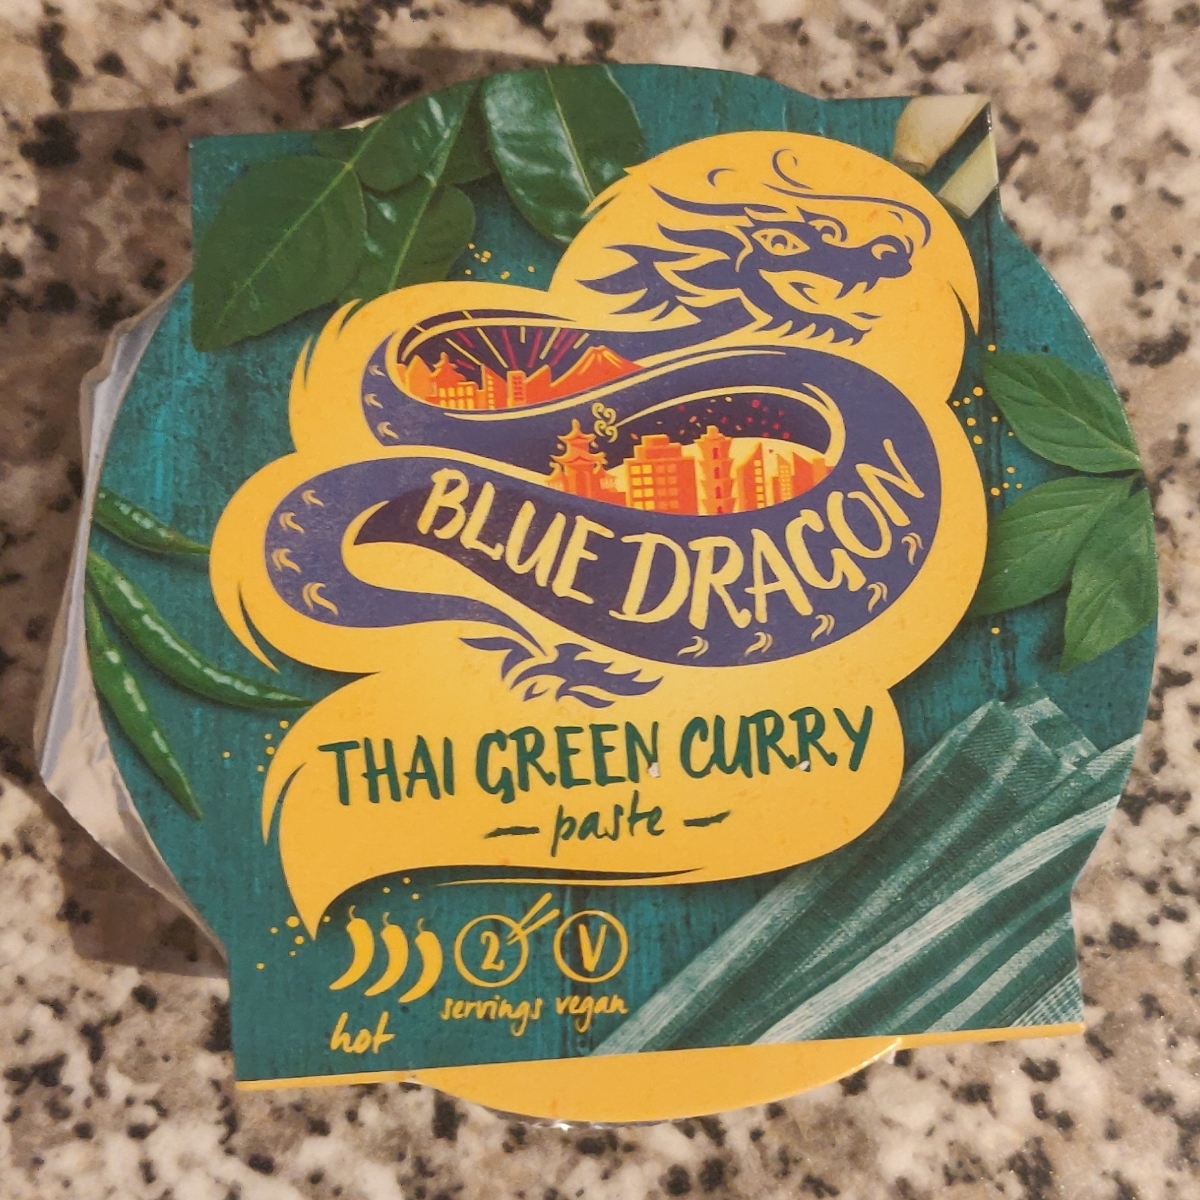 BLUE DRAGON
THAI GREEN CURRY
paste
2 V
servings vegan
hot